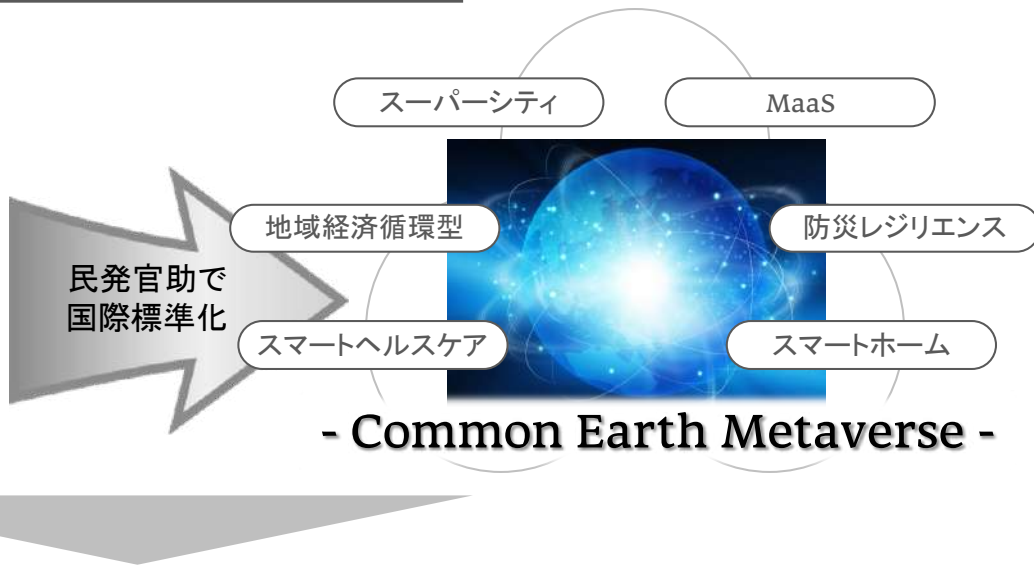 スーパーシティ
MaaS
地域経済循環型
防災レジリエンス
民発官助で
国際標準化
スマートヘルスケア
スマートホーム
- Common Earth Metaverse -